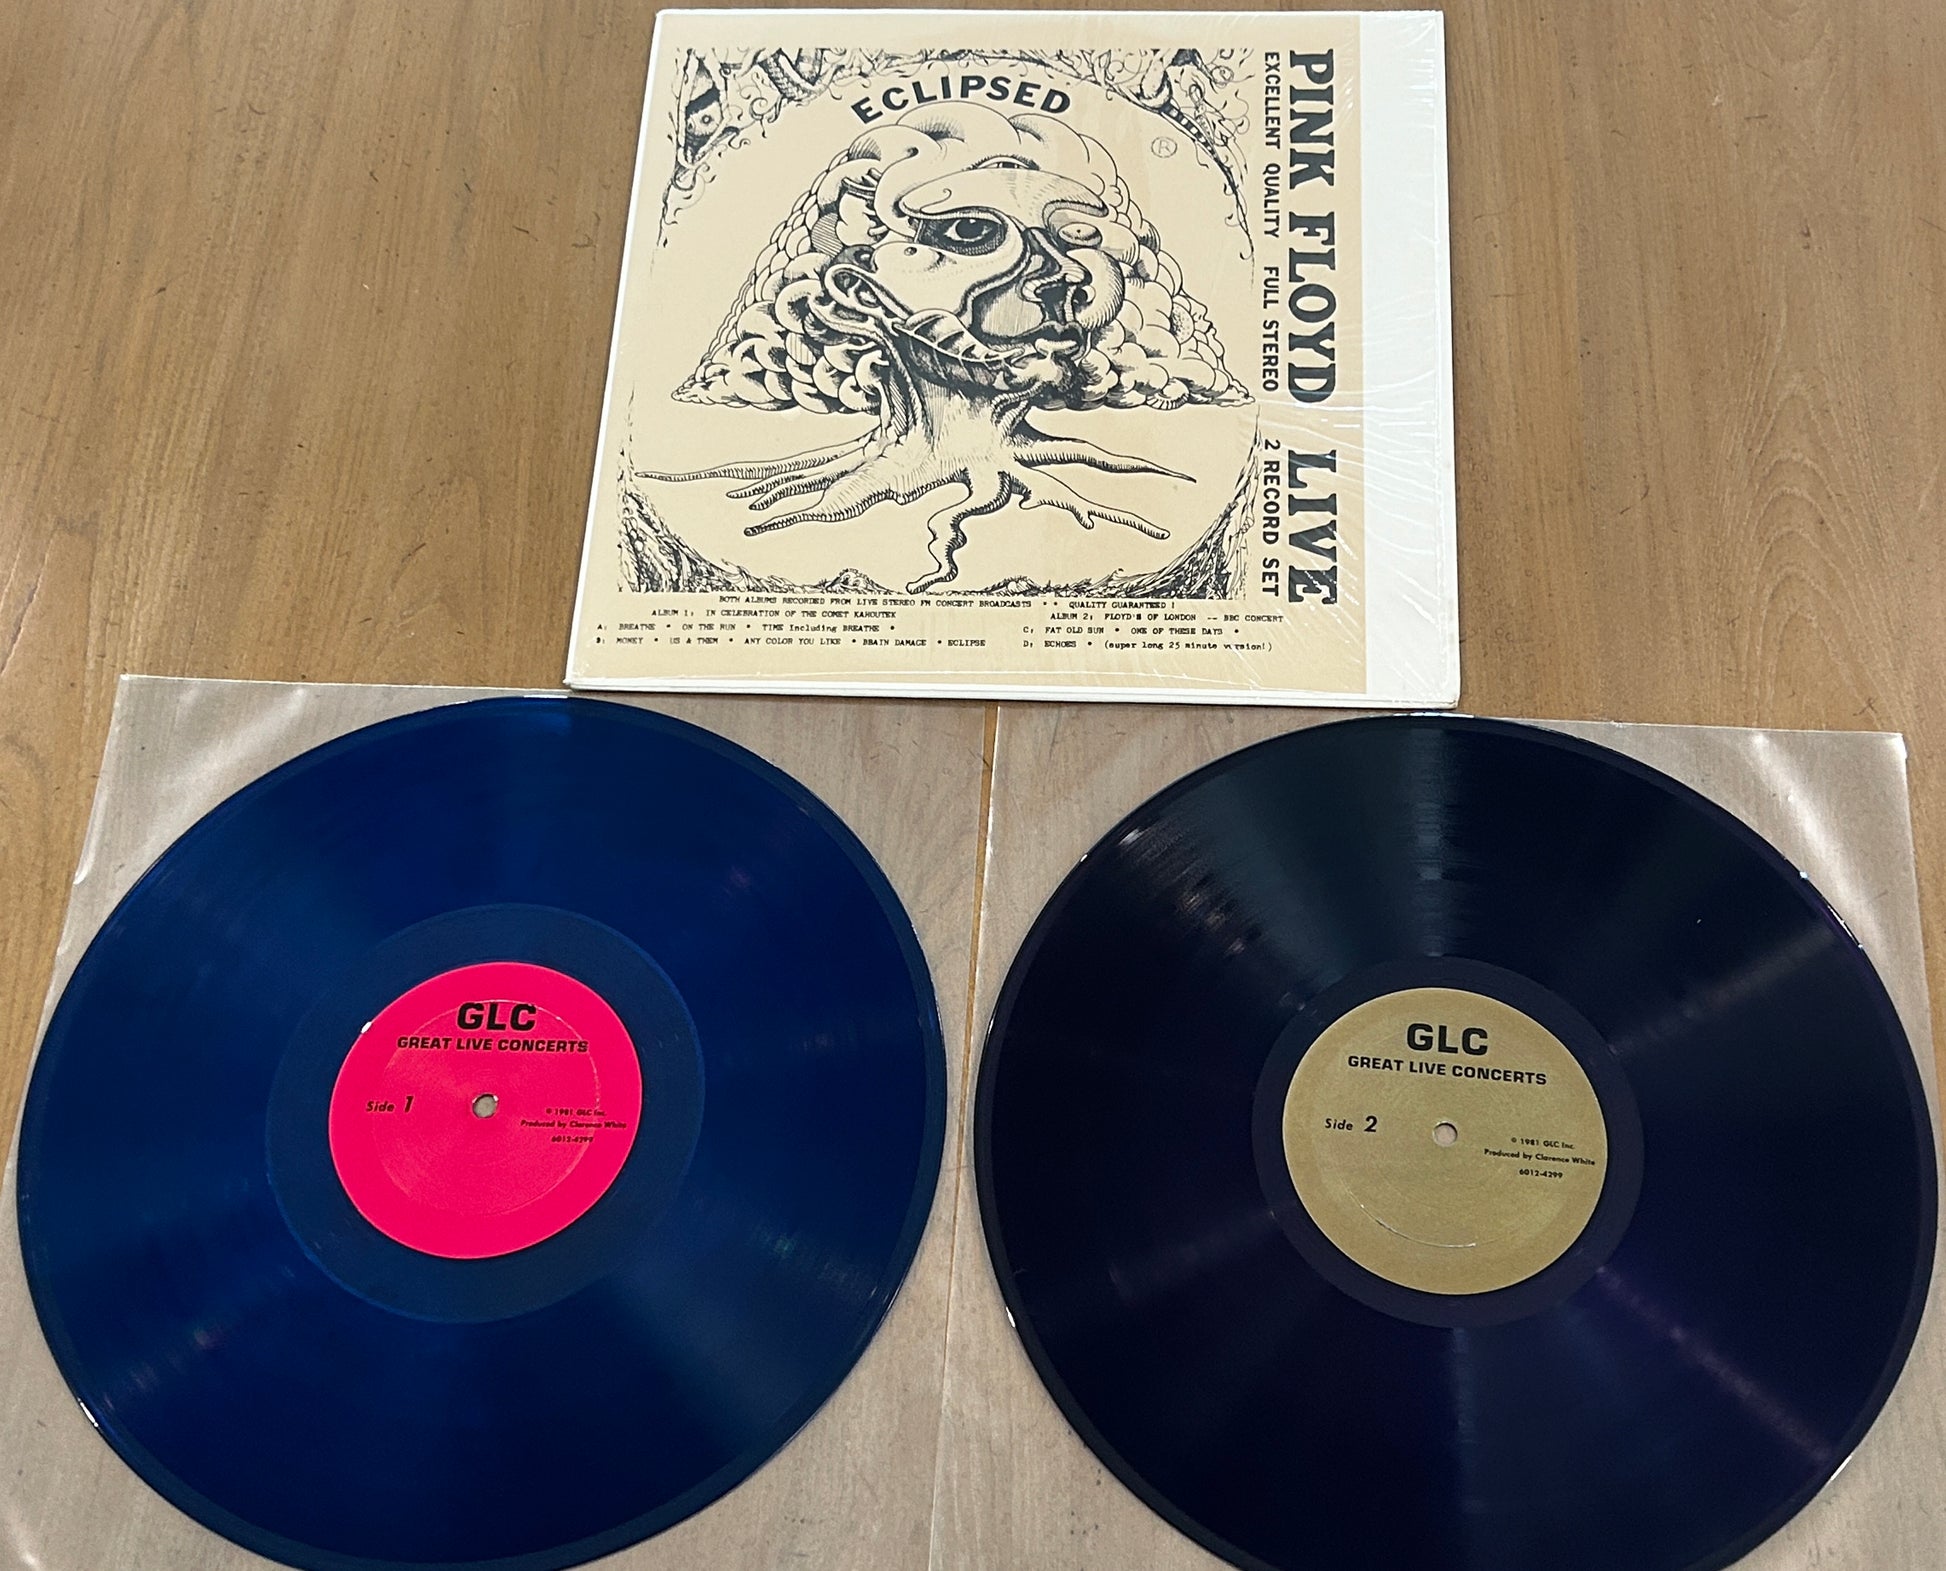 ECLIPSED
R
PINK FLOYD LIVE
EXCELLENT QUALITY FULL STEREO 2 RECORD SET
BOTH ALBUMS RECORDED FROM LIVE STEREO FM CONCERT BROADCASTS * * QUALITY GUARANTEED !
ALBUM 1: IN CELEBRATION OF THE COMET KAHOUTEK
A: BREATHE * ON THE RUN * TIME Including BREATHE *
B: MONEY * US & THEM * ANY COLOR YOU LIKE * BRAIN DAMAGE * ECLIPSE
ALBUM 2: FLOYD'S OF LONDON -- BBC CONCERT
C: FAT OLD SUN * ONE OF THESE DAYS *
D: ECHOES * (super long 25 minute version!)
GLC
GREAT LIVE CONCERTS
Side 1
© 1981 GLC Inc.
Produced by Clarence White
6012-4299
GLC
GREAT LIVE CONCERTS
Side 2
© 1981 GLC Inc.
Produced by Clarence White
6012-4299